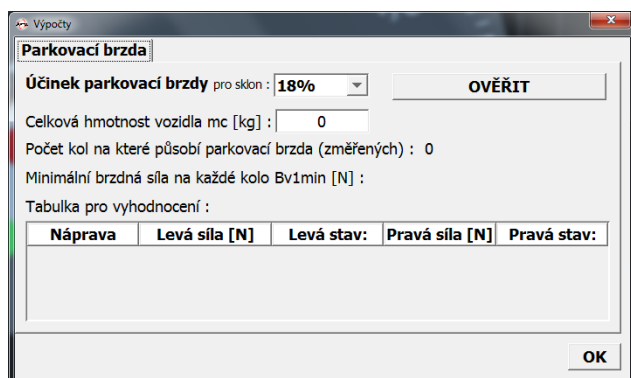 Výpočty
Parkovací brzda
Účinek parkovací brzdy pro sklon : 18% OVĚŘIT
Celková hmotnost vozidla mc [kg] : 0
Počet kol na které působí parkovací brzda (změřených) : 0
Minimální brzdná síla na každé kolo Bv1min [N] :
Tabulka pro vyhodnocení :
Náprava Levá síla [N] Levá stav: Pravá síla [N] Pravá stav:
OK